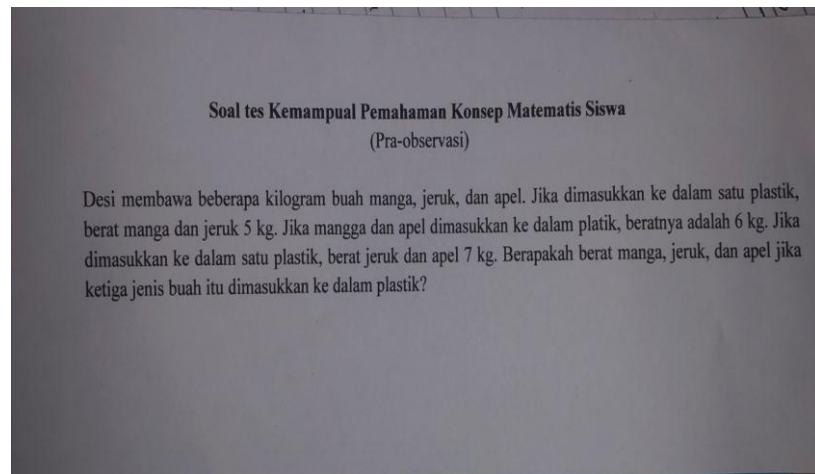 Soal tes Kemampual Pemahaman Konsep Matematis Siswa
(Pra-observasi)
Desi membawa beberapa kilogram buah manga, jeruk, dan apel. Jika dimasukkan ke dalam satu plastik,
berat manga dan jeruk 5 kg. Jika mangga dan apel dimasukkan ke dalam platik, beratnya adalah 6 kg. Jika
dimasukkan ke dalam satu plastik, berat jeruk dan apel 7 kg. Berapakah berat manga, jeruk, dan apel jika
ketiga jenis buah itu dimasukkan ke dalam plastik?